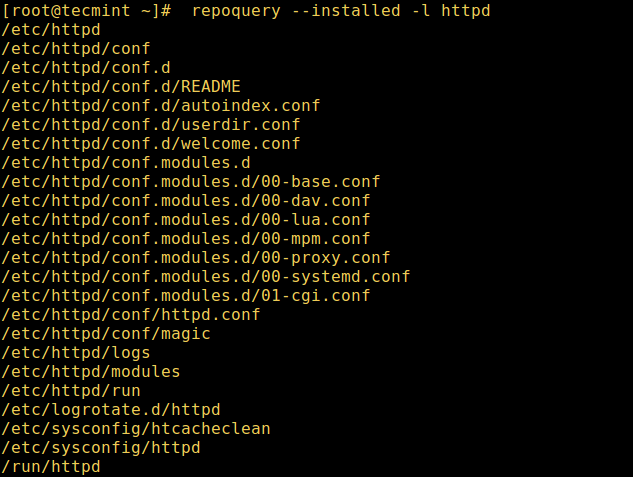 [root@tecmint ~]#  repoquery --installed -l httpd
/etc/httpd
/etc/httpd/conf
/etc/httpd/conf.d
/etc/httpd/conf.d/README
/etc/httpd/conf.d/autoindex.conf
/etc/httpd/conf.d/userdir.conf
/etc/httpd/conf.d/welcome.conf
/etc/httpd/conf.modules.d
/etc/httpd/conf.modules.d/00-base.conf
/etc/httpd/conf.modules.d/00-dav.conf
/etc/httpd/conf.modules.d/00-lua.conf
/etc/httpd/conf.modules.d/00-mpm.conf
/etc/httpd/conf.modules.d/00-proxy.conf
/etc/httpd/conf.modules.d/00-systemd.conf
/etc/httpd/conf.modules.d/01-cgi.conf
/etc/httpd/conf/httpd.conf
/etc/httpd/conf/magic
/etc/httpd/logs
/etc/httpd/modules
/etc/httpd/run
/etc/logrotate.d/httpd
/etc/sysconfig/htcacheclean
/etc/sysconfig/httpd
/run/httpd